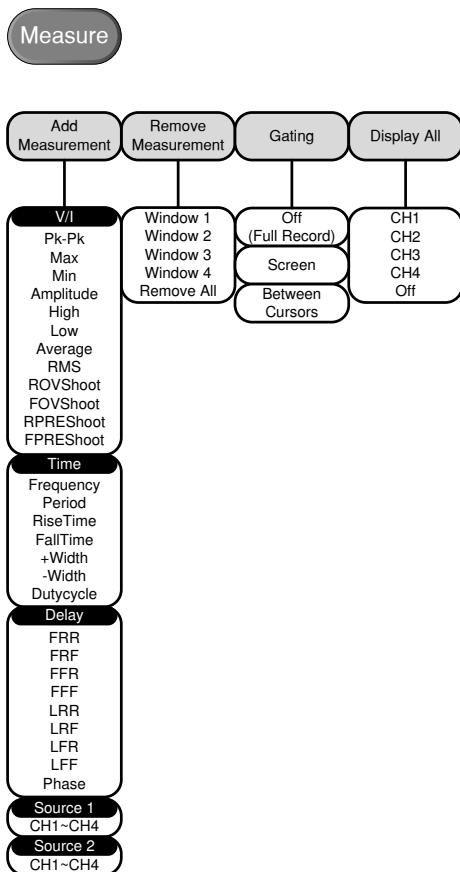 Measure
Add
Measurement
Remove
Measurement
Gating
Display All
V/I
Pk-Pk
Max
Min
Amplitude
High
Low
Average
RMS
ROVShoot
FOVShoot
RPREShoot
FPREShoot
Time
Frequency
Period
RiseTime
FallTime
+Width
-Width
Dutycycle
Delay
FRR
FRF
FFR
FFF
LRR
LRF
LFR
LFF
Phase
Source 1
CH1~CH4
Source 2
CH1~CH4
Window 1
Window 2
Window 3
Window 4
Remove All
Off
(Full Record)
Screen
Between
Cursors
CH1
CH2
CH3
CH4
Off